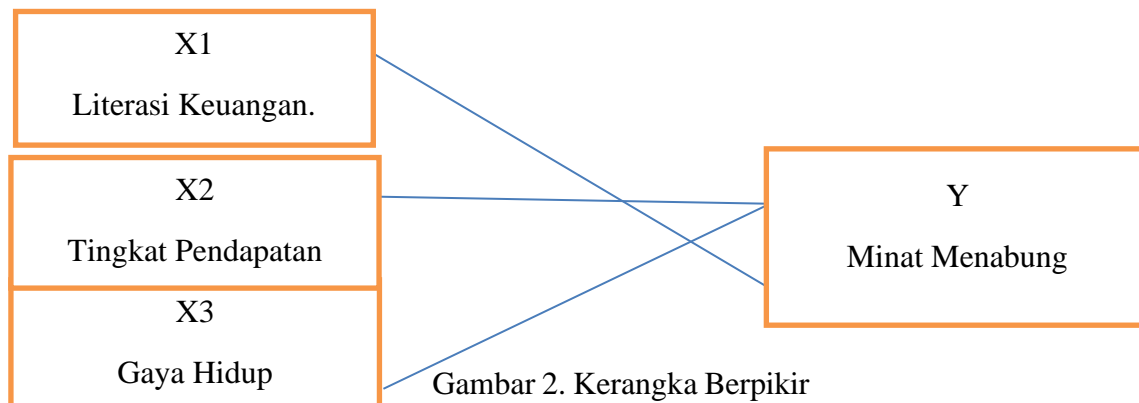 X1
Literasi Keuangan.
X2
Tingkat Pendapatan
X3
Gaya Hidup
Y
Minat Menabung
Gambar 2. Kerangka Berpikir